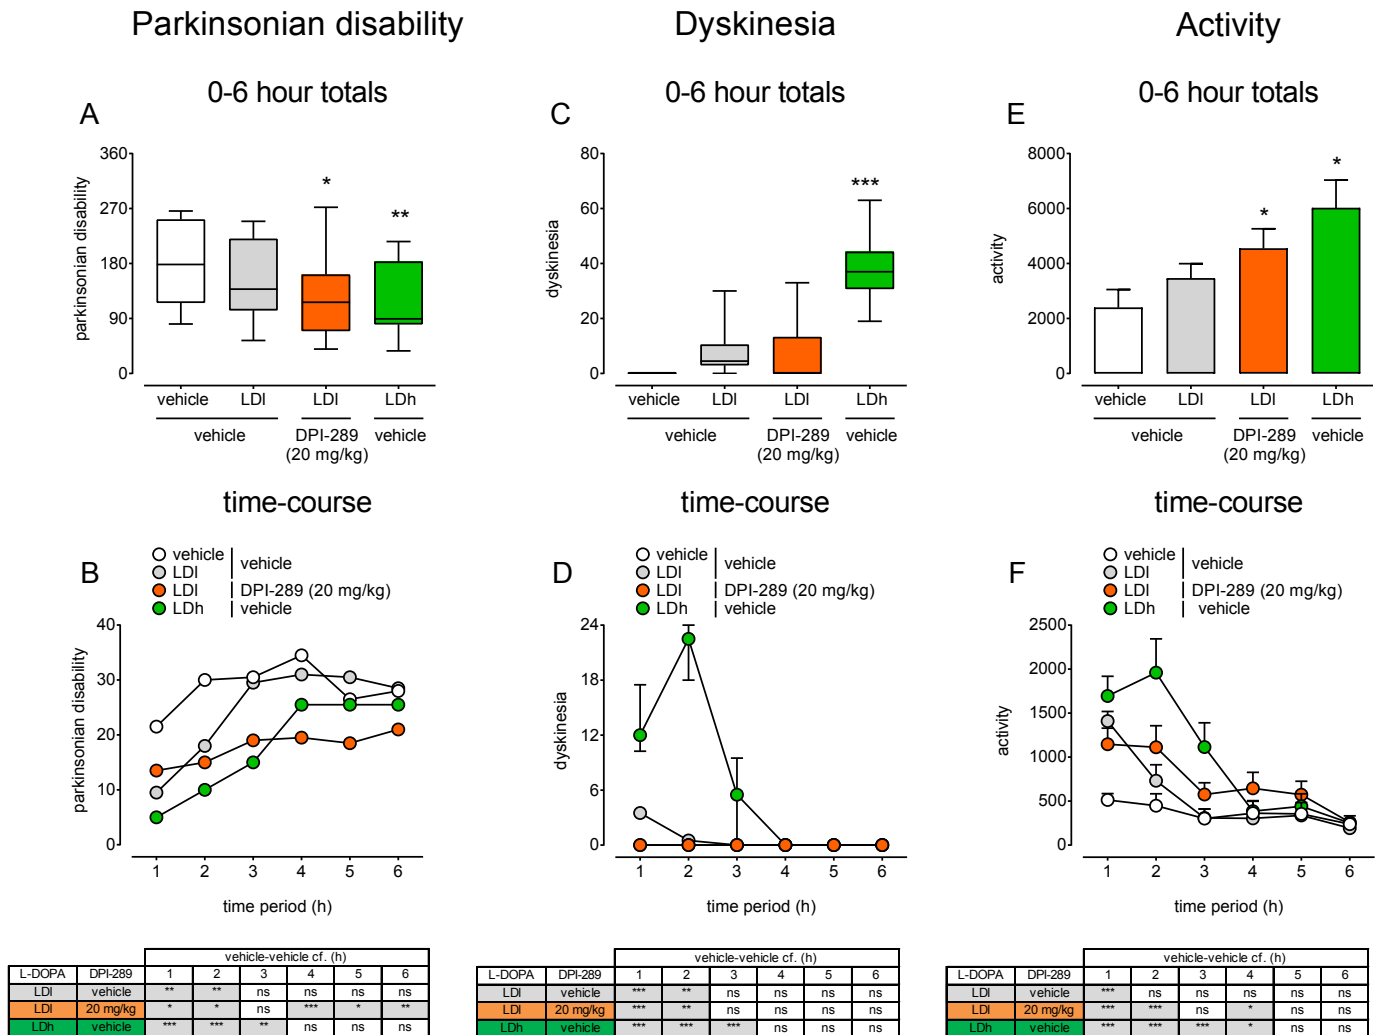 Parkinsonian disability
Dyskinesia
Activity
0-6 hour totals
0-6 hour totals
0-6 hour totals
A
C
E
parkinsonian disability
360
270
180
90
0
*
**
vehicle LDl LDl LDh
vehicle DPI-289 vehicle
(20 mg/kg)
dyskinesia
80
60
40
20
0
***
vehicle LDl LDl LDh
vehicle DPI-289 vehicle
(20 mg/kg)
activity
8000
6000
4000
2000
0
*
*
vehicle LDl LDl LDh
vehicle DPI-289 vehicle
(20 mg/kg)
time-course
time-course
time-course
B
vehicle
LDl vehicle
LDl DPI-289 (20 mg/kg)
LDh vehicle
parkinsonian disability
40
30
20
10
0
1 2 3 4 5 6
time period (h)
D
vehicle
LDl vehicle
LDl DPI-289 (20 mg/kg)
LDh vehicle
dyskinesia
24
18
12
6
0
1 2 3 4 5 6
time period (h)
F
vehicle
LDl vehicle
LDl DPI-289 (20 mg/kg)
LDh vehicle
activity
2500
2000
1500
1000
500
0
1 2 3 4 5 6
time period (h)
vehicle-vehicle cf. (h)
L-DOPA DPI-289 1 2 3 4 5 6
LDl vehicle ** ** ns ns ns ns
LDl 20 mg/kg * * ns *** * **
LDh vehicle *** *** ** ns ns ns
vehicle-vehicle cf. (h)
L-DOPA DPI-289 1 2 3 4 5 6
LDl vehicle *** ** ns ns ns ns
LDl 20 mg/kg *** ** ns ns ns ns
LDh vehicle *** *** *** ns ns ns
vehicle-vehicle cf. (h)
L-DOPA DPI-289 1 2 3 4 5 6
LDl vehicle *** ns ns ns ns ns
LDl 20 mg/kg *** *** ns * ns ns
LDh vehicle *** *** *** * ns ns